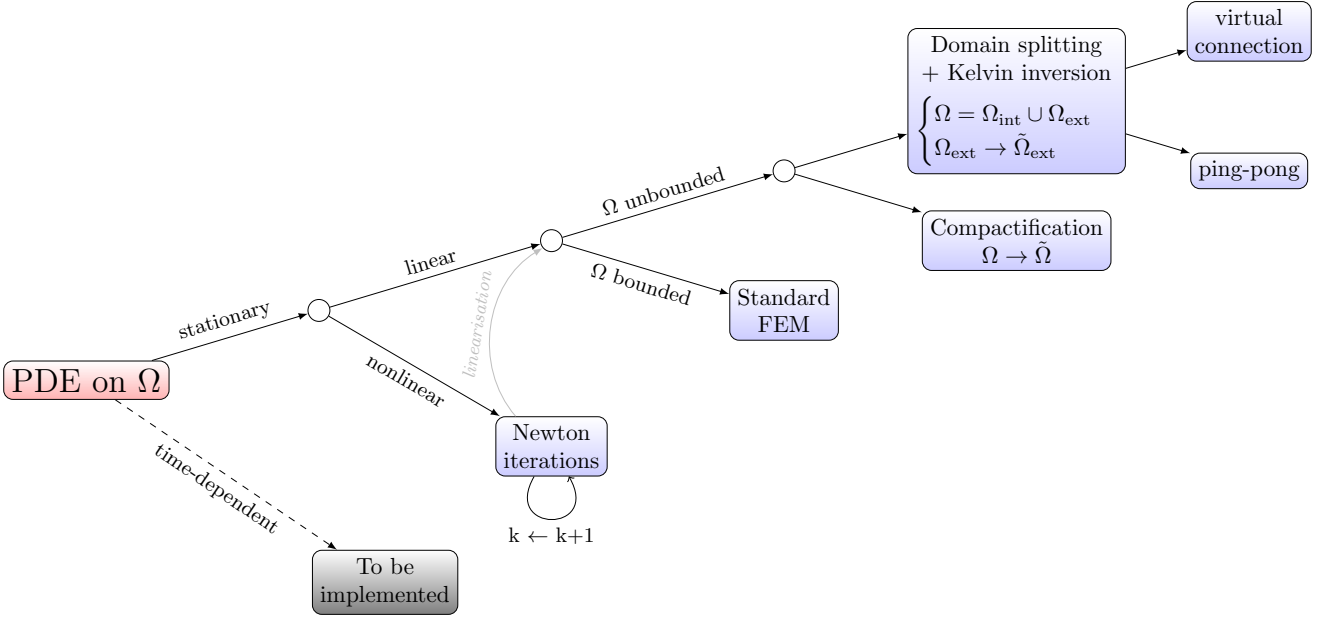 virtual
connection
Domain splitting
+ Kelvin inversion
Ω = Ω_int ∪ Ω_ext
Ω_ext → Ω̃_ext
ping-pong
Ω unbounded
Compactification
Ω → Ω̃
linear
Ω bounded
Standard
FEM
stationary
linearisation
PDE on Ω
nonlinear
Newton
iterations
k ← k+1
time-dependent
To be
implemented